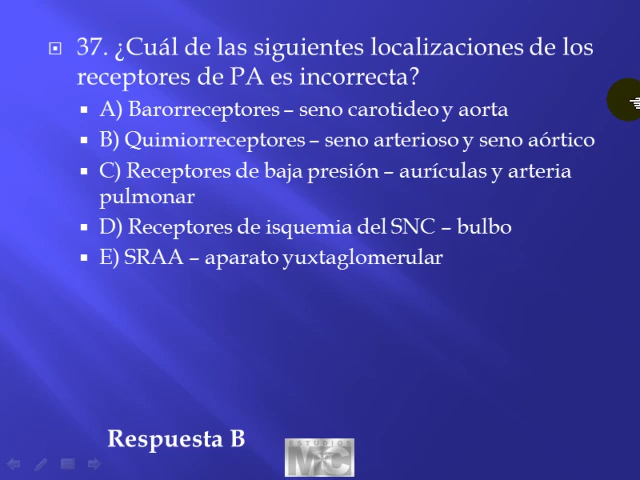 37. ¿Cuál de las siguientes localizaciones de los
receptores de PA es incorrecta?
A) Barorreceptores – seno carotideo y aorta
B) Quimiorreceptores – seno arterioso y seno aórtico
C) Receptores de baja presión – aurículas y arteria
pulmonar
D) Receptores de isquemia del SNC – bulbo
E) SRAA – aparato yuxtaglomerular
Respuesta B
ESTUDIOS
MC